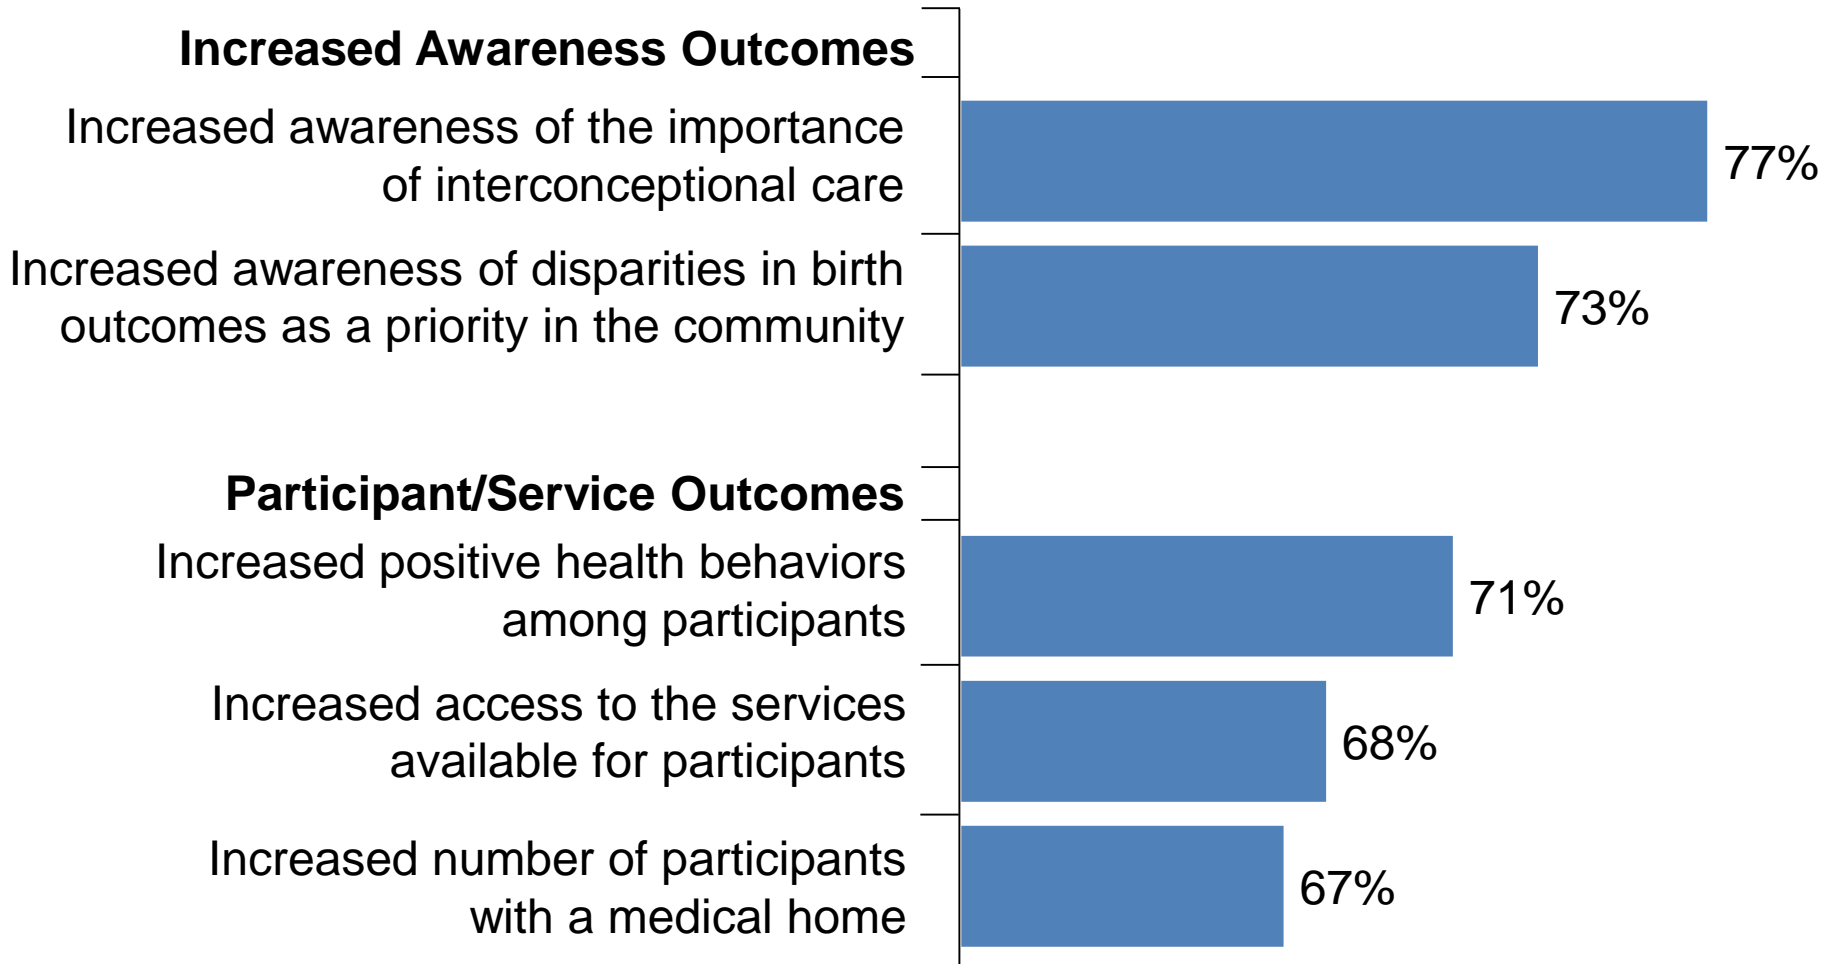 Increased Awareness Outcomes
Increased awareness of the importance
of interconceptional care
77%
Increased awareness of disparities in birth
outcomes as a priority in the community
73%
Participant/Service Outcomes
Increased positive health behaviors
among participants
71%
Increased access to the services
available for participants
68%
Increased number of participants
with a medical home
67%